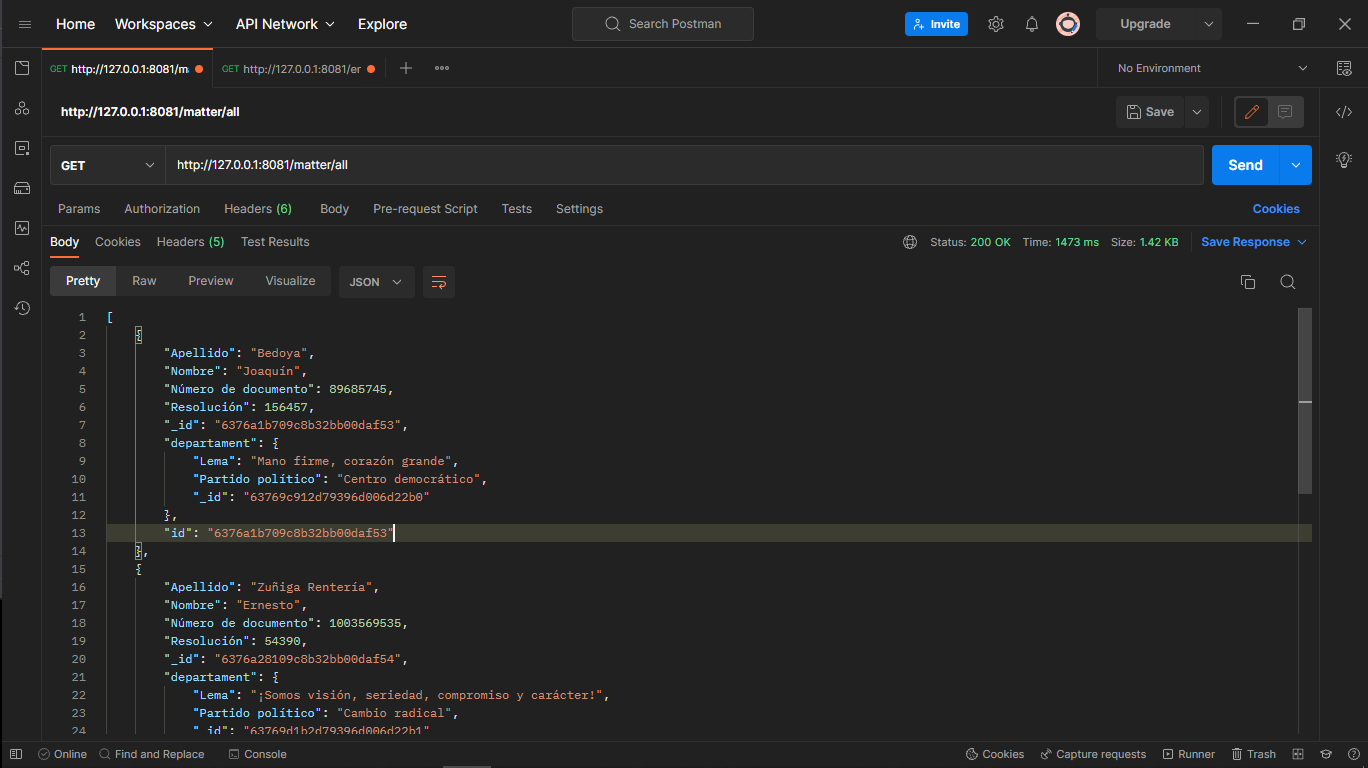 Home Workspaces API Network Explore Search Postman Invite Upgrade
GET http://127.0.0.1:8081/m GET http://127.0.0.1:8081/er No Environment
http://127.0.0.1:8081/matter/all Save
GET http://127.0.0.1:8081/matter/all Send
Params Authorization Headers (6) Body Pre-request Script Tests Settings Cookies
Body Cookies Headers (5) Test Results Status: 200 OK Time: 1473 ms Size: 1.42 KB Save Response
Pretty Raw Preview Visualize JSON
1 [
2 {
3 "Apellido": "Bedoya",
4 "Nombre": "Joaquín",
5 "Número de documento": 89685745,
6 "Resolución": 156457,
7 "_id": "6376a1b709c8b32bb00daf53",
8 "departament": {
9 "Lema": "Mano firme, corazón grande",
10 "Partido político": "Centro democrático",
11 "_id": "63769c912d79396d006d22b0"
12 },
13 "id": "6376a1b709c8b32bb00daf53"
14 },
15 {
16 "Apellido": "Zuñiga Rentería",
17 "Nombre": "Ernesto",
18 "Número de documento": 1003569535,
19 "Resolución": 54390,
20 "_id": "6376a28109c8b32bb00daf54",
21 "departament": {
22 "Lema": "¡Somos visión, seriedad, compromiso y carácter!",
23 "Partido político": "Cambio radical",
24 "_id": "63769d1b2d79396d006d22b1"
Online Find and Replace Console Cookies Capture requests Runner Trash